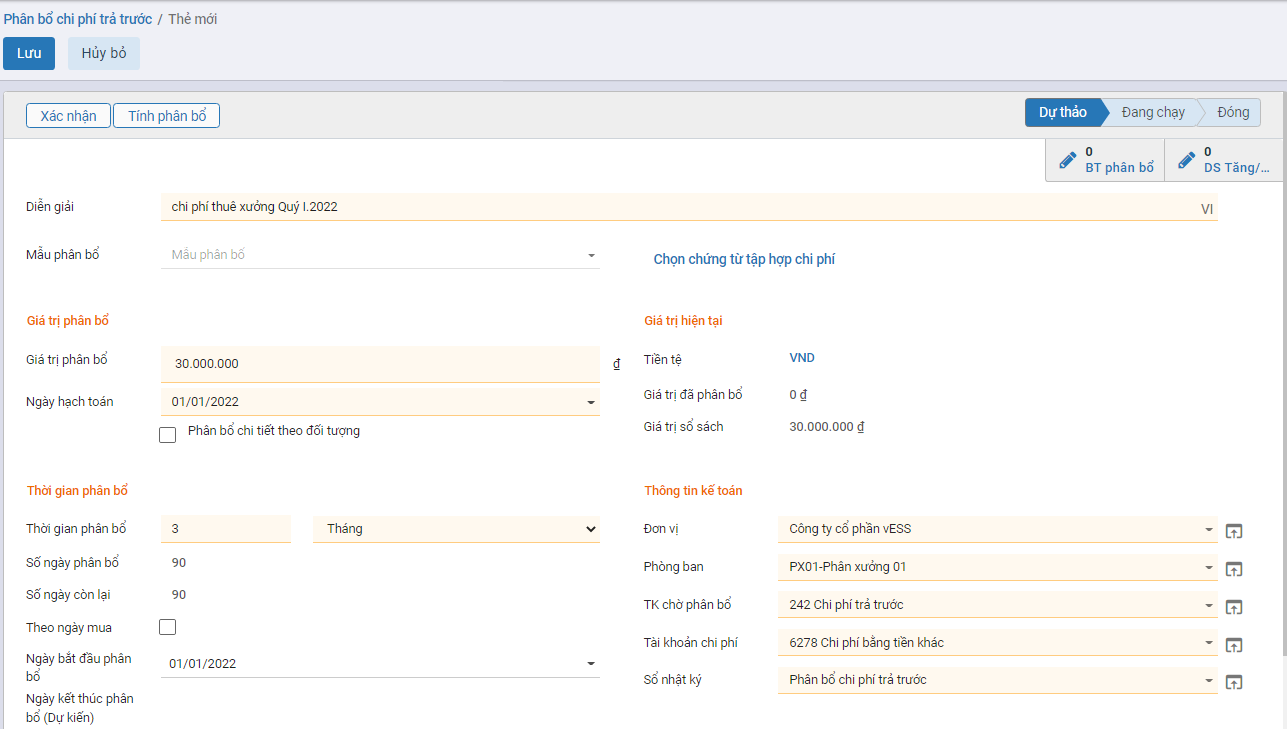 Phân bổ chi phí trả trước / Thẻ mới
Lưu Hủy bỏ
Xác nhận Tính phân bổ Dự thảo Đang chạy Đóng
0 0
BT phân bổ DS Tăng/...
Diễn giải chi phí thuê xưởng Quý I.2022 VI
Mẫu phân bổ Mẫu phân bổ Chọn chứng từ tập hợp chi phí
Giá trị phân bổ Giá trị hiện tại
Giá trị phân bổ 30.000.000 ₫ Tiền tệ VND
Giá trị đã phân bổ 0 ₫
Ngày hạch toán 01/01/2022
Phân bổ chi tiết theo đối tượng Giá trị sổ sách 30.000.000 ₫
Thời gian phân bổ Thông tin kế toán
Thời gian phân bổ 3 Tháng Đơn vị Công ty cổ phần vESS
Số ngày phân bổ 90 Phòng ban PX01-Phân xưởng 01
Số ngày còn lại 90 TK chờ phân bổ 242 Chi phí trả trước
Theo ngày mua Tài khoản chi phí 6278 Chi phí bằng tiền khác
Ngày bắt đầu phân bổ 01/01/2022 Sổ nhật ký Phân bổ chi phí trả trước
Ngày kết thúc phân
bổ (Dự kiến)